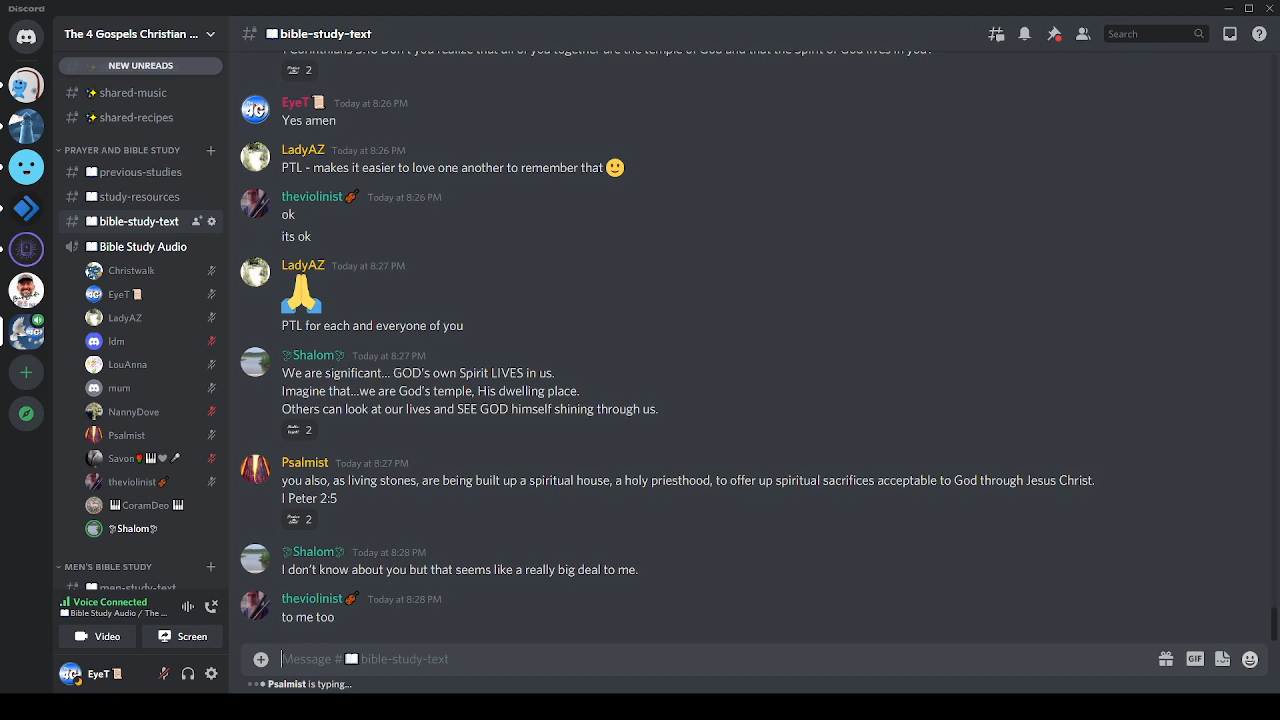 Discord
The 4 Gospels Christian ...
bible-study-text
Search
NEW UNREADS
shared-music
shared-recipes
PRAYER AND BIBLE STUDY
previous-studies
study-resources
bible-study-text
Bible Study Audio
Christwalk
EyeT
LadyAZ
ldm
LouAnna
mum
NannyDove
Psalmist
Savon
theviolinist
CoramDeo
Shalom
MEN'S BIBLE STUDY
men-study-text
Voice Connected
Bible Study Audio / The ...
Video
Screen
EyeT
1 Corinthians 3:16 Don't you realize that all of you together are the temple of God and that the Spirit of God lives in you?
2
EyeT Today at 8:26 PM
Yes amen
LadyAZ Today at 8:26 PM
PTL - makes it easier to love one another to remember that 🙂
theviolinist🎻 Today at 8:26 PM
ok
its ok
LadyAZ Today at 8:27 PM
🙏
PTL for each and everyone of you
🕊Shalom🕊 Today at 8:27 PM
We are significant... GOD's own Spirit LIVES in us.
Imagine that...we are God's temple, His dwelling place.
Others can look at our lives and SEE GOD himself shining through us.
2
Psalmist Today at 8:27 PM
you also, as living stones, are being built up a spiritual house, a holy priesthood, to offer up spiritual sacrifices acceptable to God through Jesus Christ.
I Peter 2:5
2
🕊Shalom🕊 Today at 8:28 PM
I don't know about you but that seems like a really big deal to me.
theviolinist🎻 Today at 8:28 PM
to me too
Message #📖bible-study-text
GIF
Psalmist is typing...